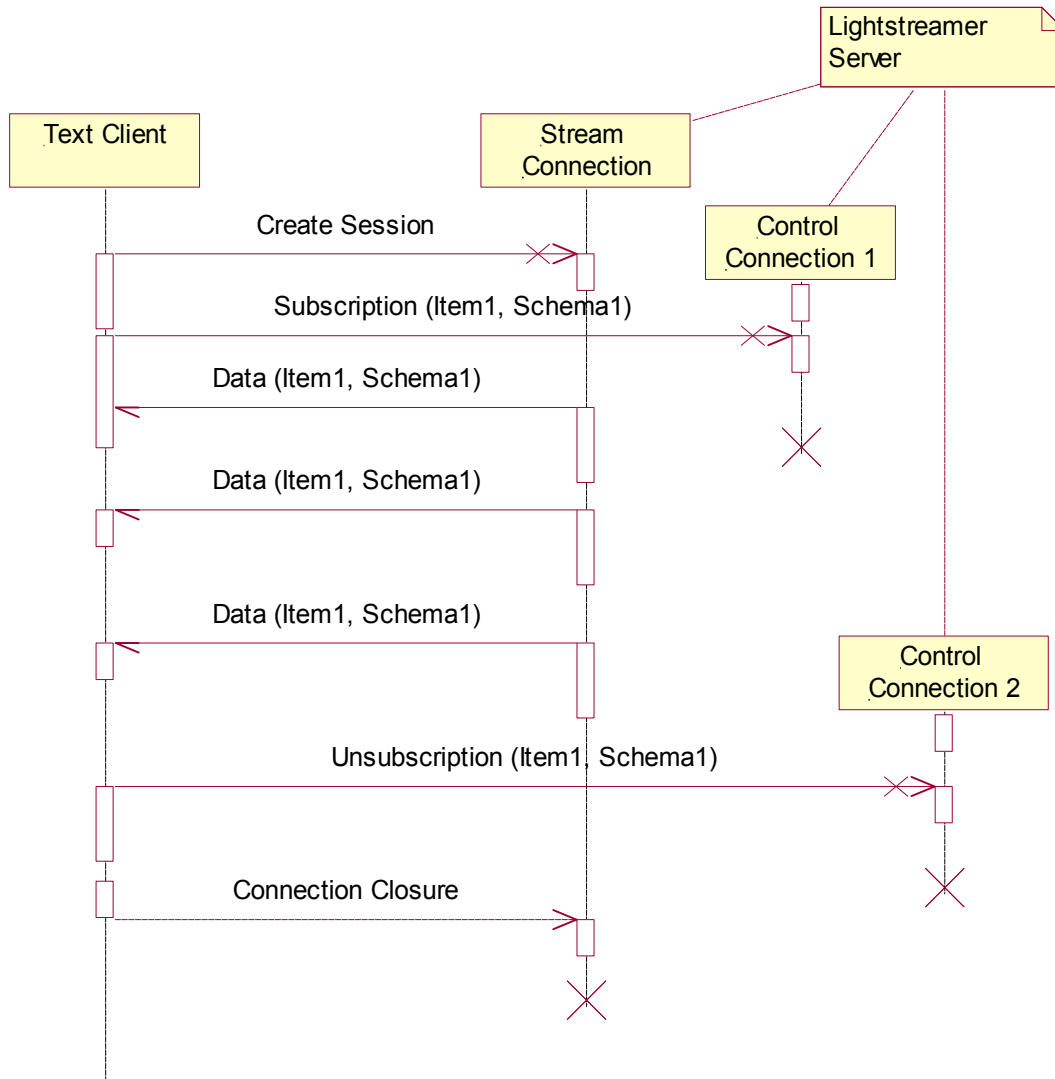 Lightstreamer
Server
Text Client
Stream
Connection
Control
Connection 1
Create Session
Subscription (Item1, Schema1)
Data (Item1, Schema1)
Data (Item1, Schema1)
Data (Item1, Schema1)
Control
Connection 2
Unsubscription (Item1, Schema1)
Connection Closure